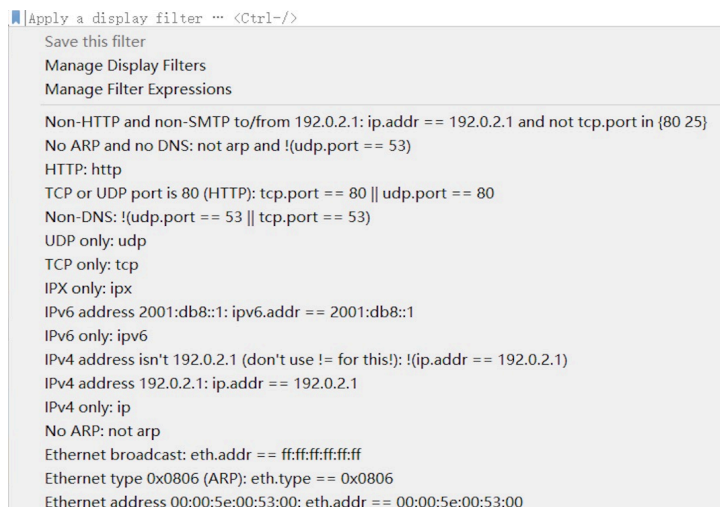 Apply a display filter … <Ctrl-/>
Save this filter
Manage Display Filters
Manage Filter Expressions
Non-HTTP and non-SMTP to/from 192.0.2.1: ip.addr == 192.0.2.1 and not tcp.port in {80 25}
No ARP and no DNS: not arp and !(udp.port == 53)
HTTP: http
TCP or UDP port is 80 (HTTP): tcp.port == 80 || udp.port == 80
Non-DNS: !(udp.port == 53 || tcp.port == 53)
UDP only: udp
TCP only: tcp
IPX only: ipx
IPv6 address 2001:db8::1: ipv6.addr == 2001:db8::1
IPv6 only: ipv6
IPv4 address isn't 192.0.2.1 (don't use != for this!): !(ip.addr == 192.0.2.1)
IPv4 address 192.0.2.1: ip.addr == 192.0.2.1
IPv4 only: ip
No ARP: not arp
Ethernet broadcast: eth.addr == ff:ff:ff:ff:ff:ff
Ethernet type 0x0806 (ARP): eth.type == 0x0806
Ethernet address 00:00:5e:00:53:00: eth.addr == 00:00:5e:00:53:00